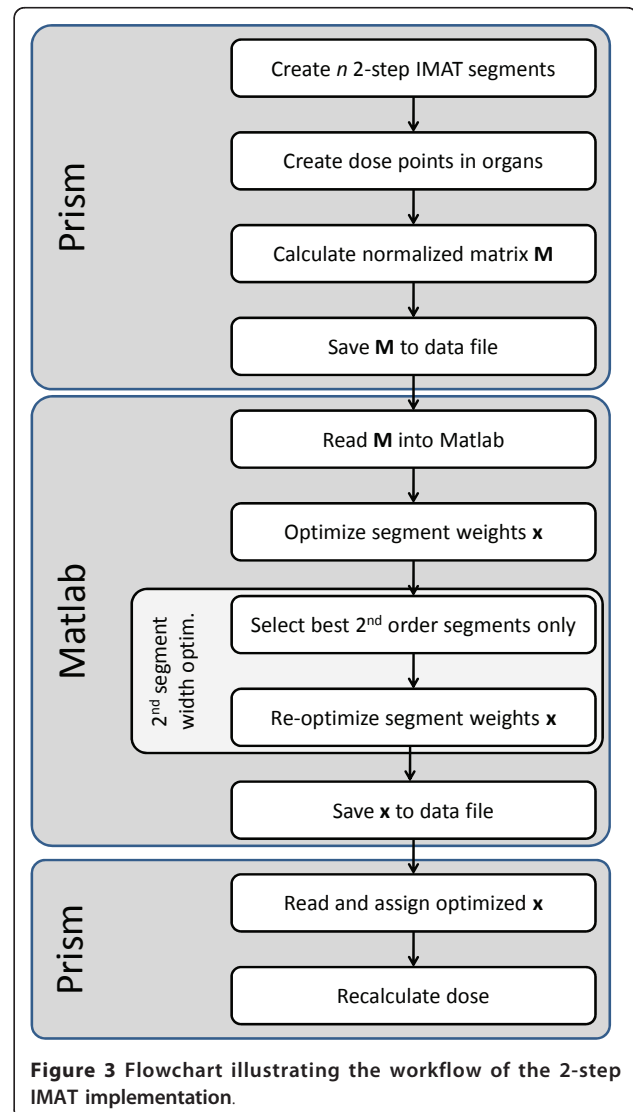 Prism
Create n 2-step IMAT segments
Create dose points in organs
Calculate normalized matrix M
Save M to data file
Matlab
Read M into Matlab
Optimize segment weights x
2nd segment
width optim.
Select best 2nd order segments only
Re-optimize segment weights x
Save x to data file
Prism
Read and assign optimized x
Recalculate dose
Figure 3 Flowchart illustrating the workflow of the 2-step
IMAT implementation.